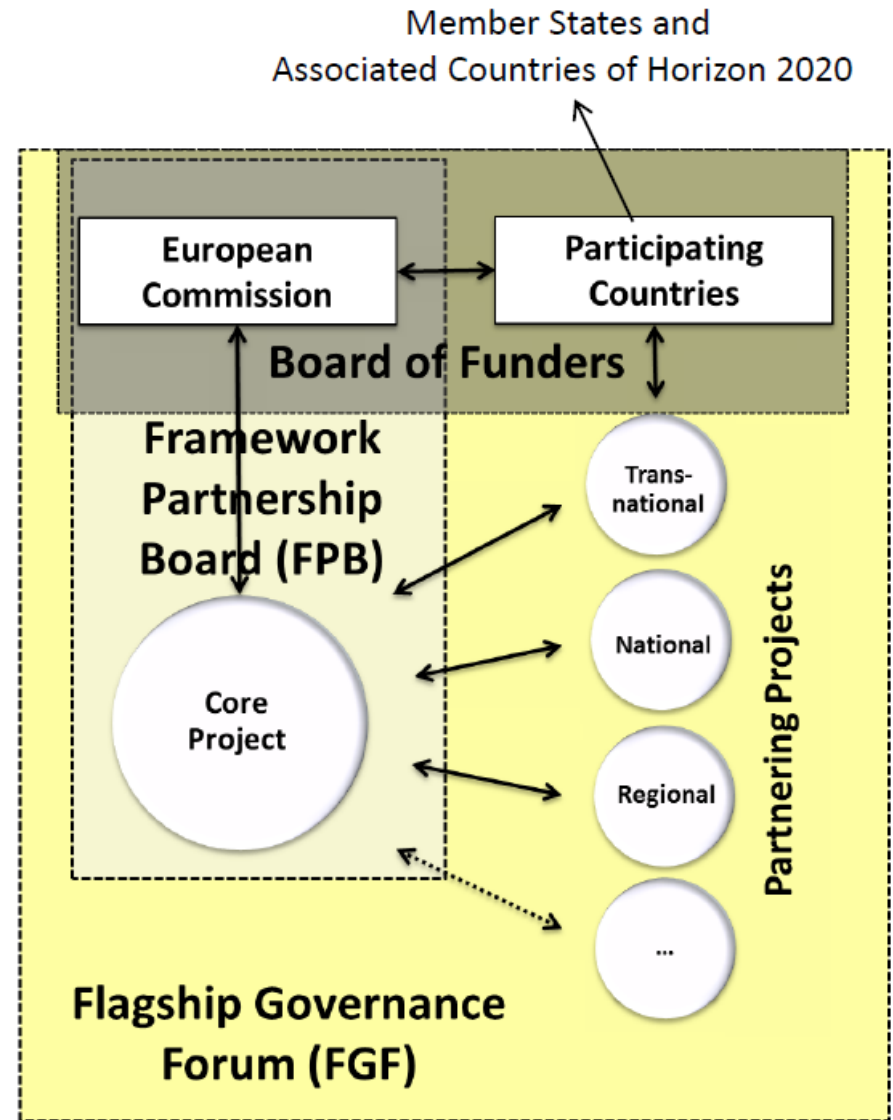 Member States and
Associated Countries of Horizon 2020
European
Commission
Participating
Countries
Board of Funders
Framework
Partnership
Board (FPB)
Trans-
national
National
Core
Project
Regional
...
Partnering Projects
Flagship Governance
Forum (FGF)